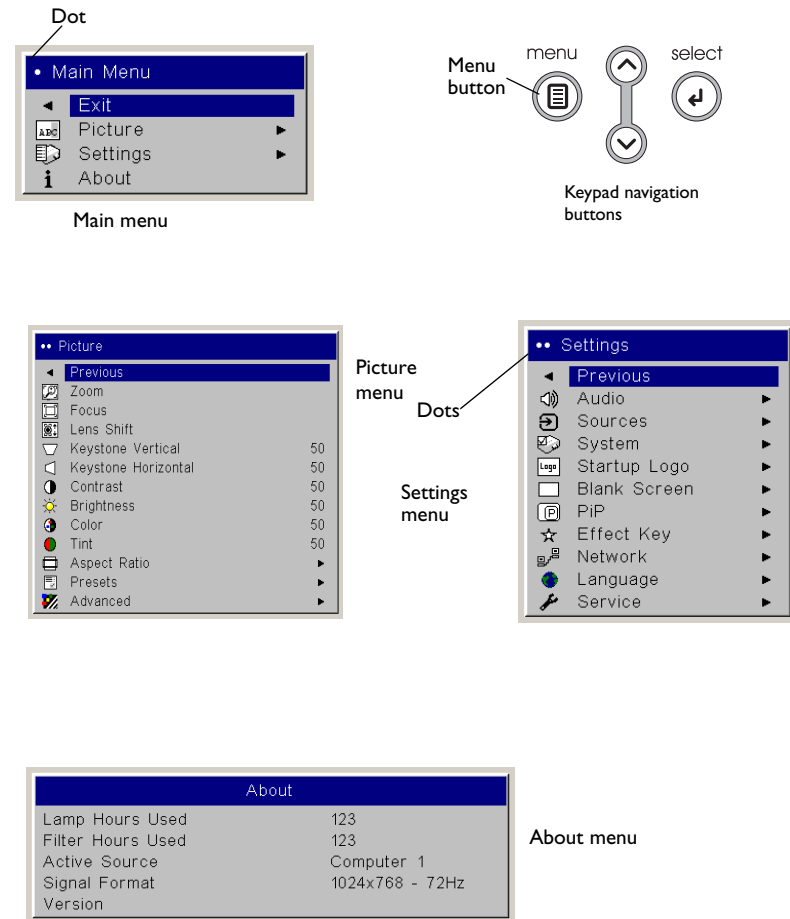 Dot
• Main Menu
Exit
ABC Picture
Settings
i About
Main menu
Menu
button
menu
select
Keypad navigation
buttons
•• Picture
Previous
Zoom
Focus
Lens Shift
Keystone Vertical 50
Keystone Horizontal 50
Contrast 50
Brightness 50
Color 50
Tint 50
Aspect Ratio
Presets
Advanced
Picture
menu
Dots
Settings
menu
•• Settings
Previous
Audio
Sources
System
Logo Startup Logo
Blank Screen
P PiP
Effect Key
Network
Language
Service
About
Lamp Hours Used 123
Filter Hours Used 123
Active Source Computer 1
Signal Format 1024x768 - 72Hz
Version
About menu